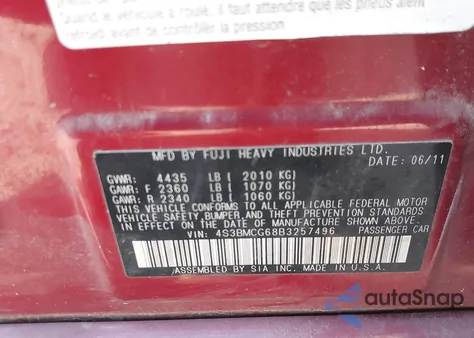 Quand le véhicule a roulé, attendez que les pneus aient
refroidi avant de contrôler la pression
MFD BY FUJI HEAVY INDUSTRIES LTD.
DATE: 06/11
GVWR: 4435 LB ( 2010 KG)
GAWR: F 2360 LB ( 1070 KG)
GAWR: R 2340 LB ( 1060 KG)
THIS VEHICLE CONFORMS TO ALL APPLICABLE FEDERAL MOTOR
VEHICLE SAFETY, BUMPER, AND THEFT PREVENTION STANDARDS
IN EFFECT ON THE DATE OF MANUFACTURE SHOWN ABOVE.
VIN: 4S3BMCG68B3257496 PASSENGER CAR
ASSEMBLED BY SIA INC. MADE IN U.S.A.
autoSnap